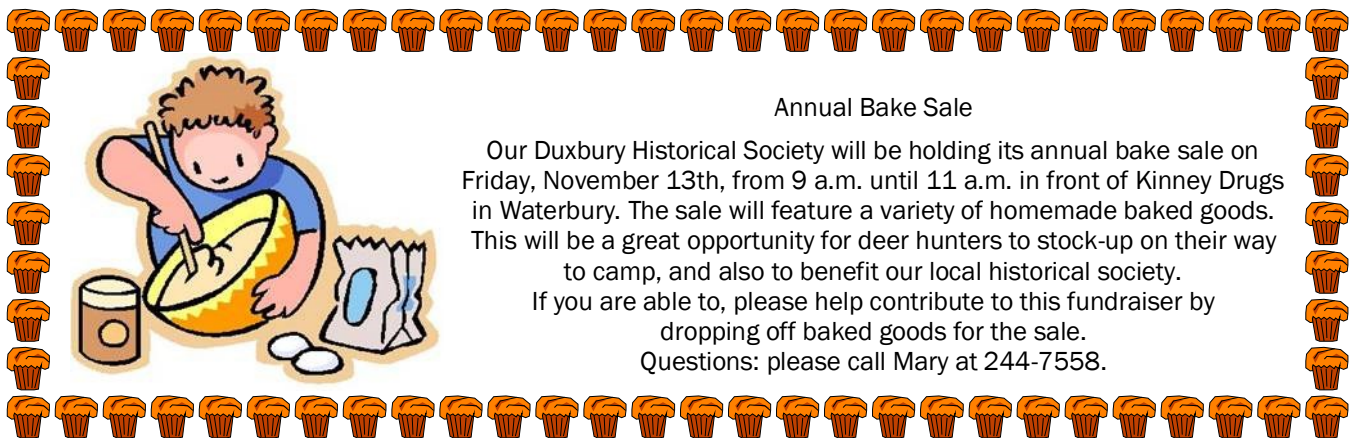 Annual Bake Sale
Our Duxbury Historical Society will be holding its annual bake sale on
Friday, November 13th, from 9 a.m. until 11 a.m. in front of Kinney Drugs
in Waterbury. The sale will feature a variety of homemade baked goods.
This will be a great opportunity for deer hunters to stock-up on their way
to camp, and also to benefit our local historical society.
If you are able to, please help contribute to this fundraiser by
dropping off baked goods for the sale.
Questions: please call Mary at 244-7558.